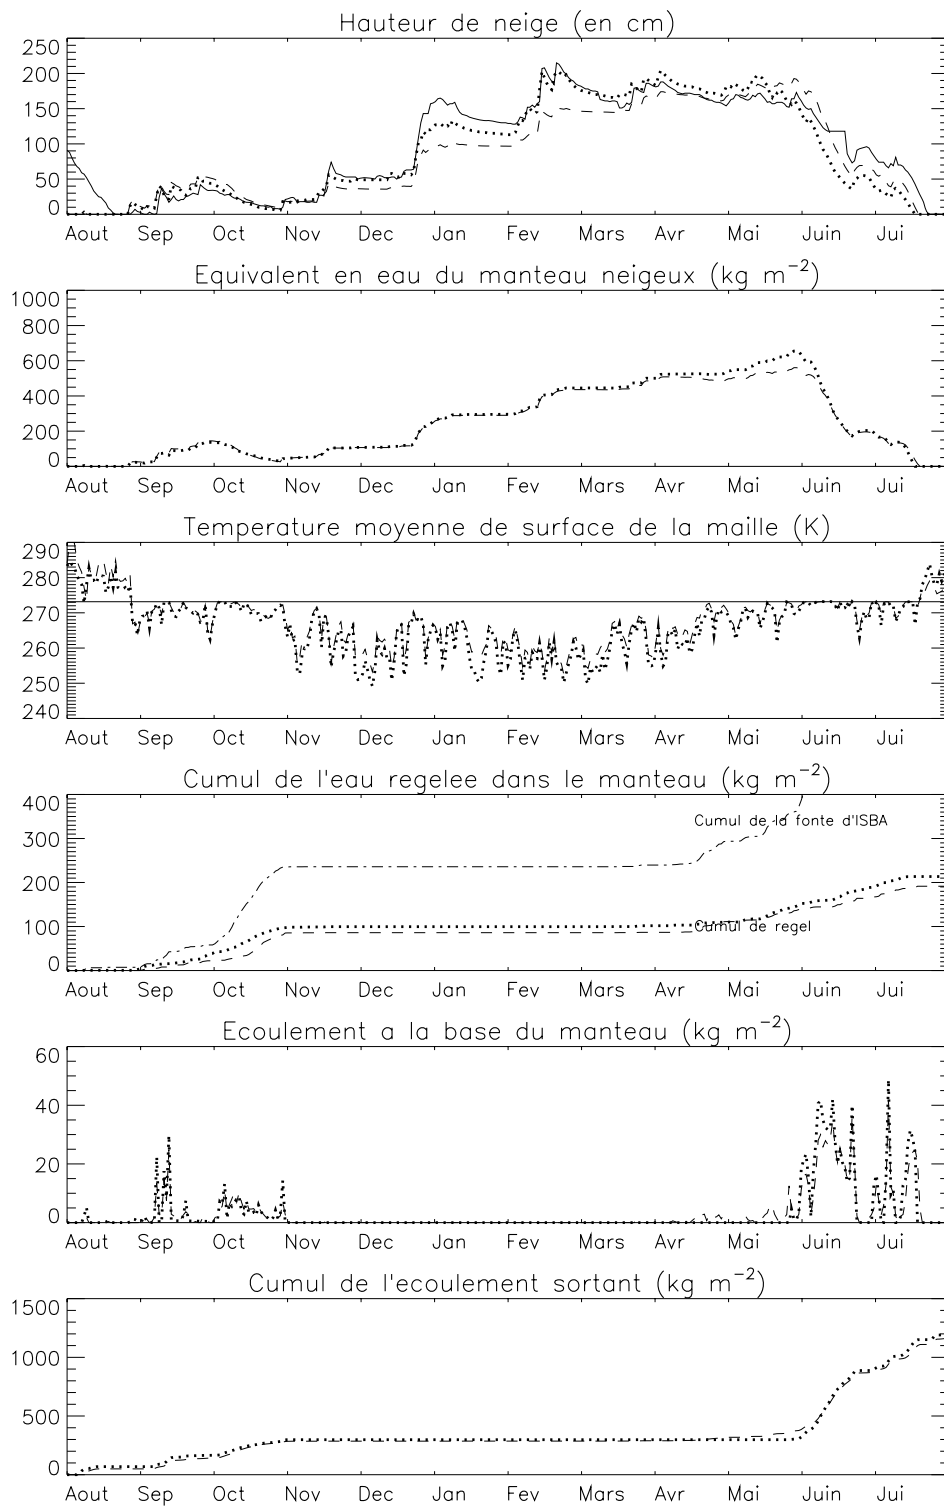 Hauteur de neige (en cm)
250
200
150
100
50
0
Aout Sep Oct Nov Dec Jan Fev Mars Avr Mai Juin Jui
Equivalent en eau du manteau neigeux (kg m−2)
1000
800
600
400
200
0
Aout Sep Oct Nov Dec Jan Fev Mars Avr Mai Juin Jui
Temperature moyenne de surface de la maille (K)
290
280
270
260
250
240
Aout Sep Oct Nov Dec Jan Fev Mars Avr Mai Juin Jui
Cumul de l'eau regelee dans le manteau (kg m−2)
400
Cumul de la fonte d'ISBA
300
200
100
Cumul de regel
0
Aout Sep Oct Nov Dec Jan Fev Mars Avr Mai Juin Jui
Ecoulement a la base du manteau (kg m−2)
60
40
20
0
Aout Sep Oct Nov Dec Jan Fev Mars Avr Mai Juin Jui
Cumul de l'ecoulement sortant (kg m−2)
1500
1000
500
0
Aout Sep Oct Nov Dec Jan Fev Mars Avr Mai Juin Jui